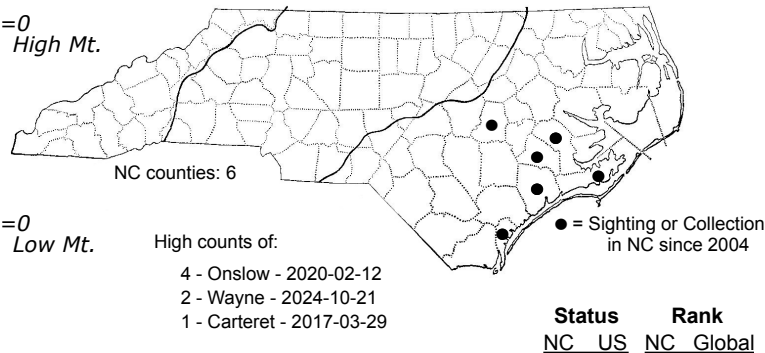 =0
High Mt.
NC counties: 6
=0
Low Mt.
High counts of:
4 - Onslow - 2020-02-12
2 - Wayne - 2024-10-21
1 - Carteret - 2017-03-29
● = Sighting or Collection
in NC since 2004
Status Rank
NC US NC Global